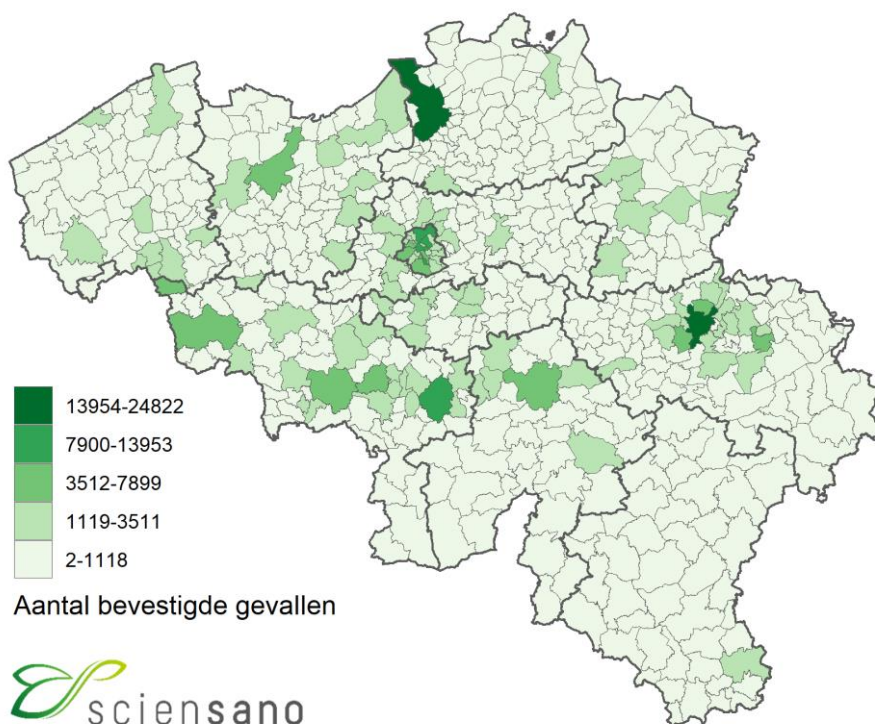 13954-24822
7900-13953
3512-7899
1119-3511
2-1118
Aantal bevestigde gevallen
sciensano